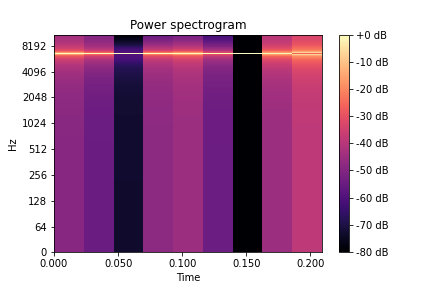 Power spectrogram
Hz
8192
4096
2048
1024
512
256
128
64
0
0.000 0.050 0.100 0.150 0.200
Time
+0 dB
-10 dB
-20 dB
-30 dB
-40 dB
-50 dB
-60 dB
-70 dB
-80 dB